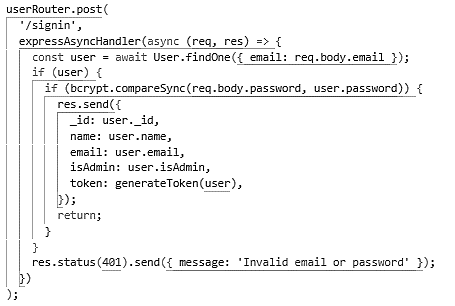 userRouter.post(
  '/signin',
  expressAsyncHandler(async (req, res) => {
    const user = await User.findOne({ email: req.body.email });
    if (user) {
      if (bcrypt.compareSync(req.body.password, user.password)) {
        res.send({
          _id: user._id,
          name: user.name,
          email: user.email,
          isAdmin: user.isAdmin,
          token: generateToken(user),
        });
        return;
      }
    }
    res.status(401).send({ message: 'Invalid email or password' });
  })
);